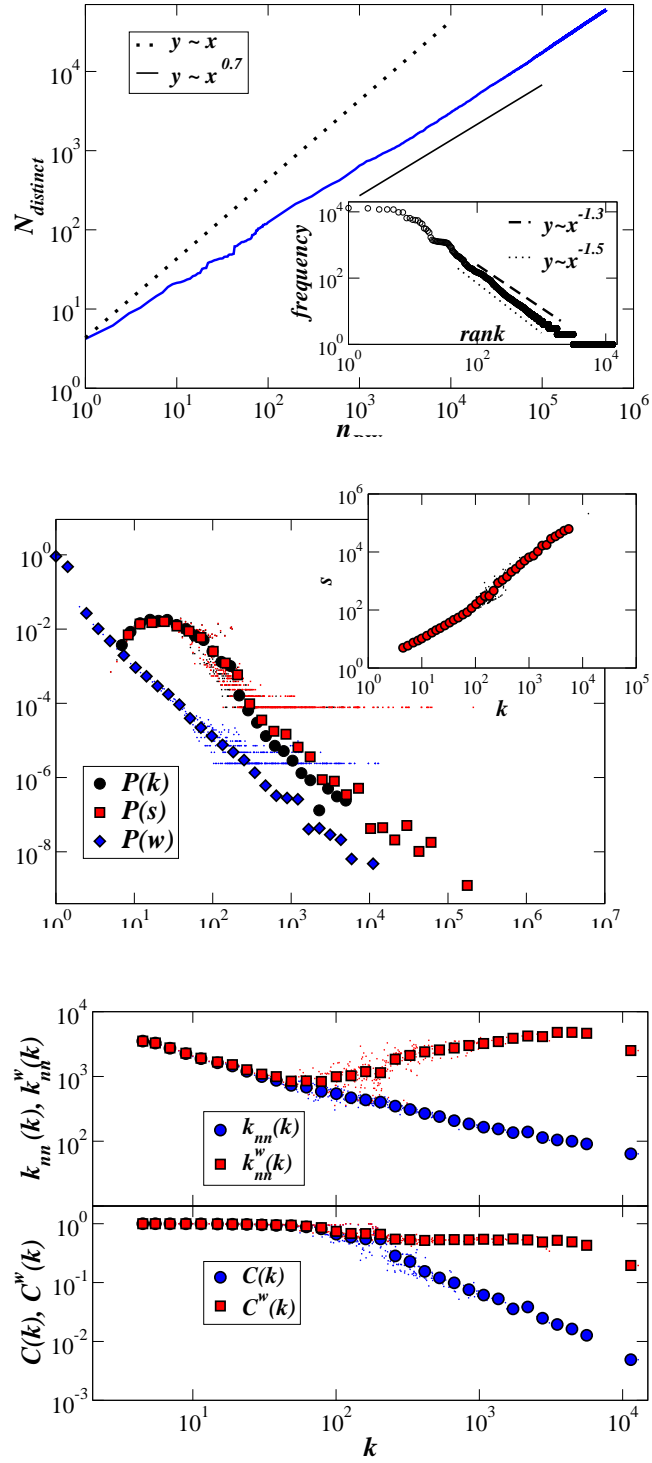 y ~ x
y ~ x^0.7
N_distinct
10^4
10^3
10^2
10^1
10^0
10^0 10^1 10^2 10^3 10^4 10^5 10^6
frequency
10^4
10^2
10^0
y~x^-1.3
y~x^-1.5
rank
10^0 10^2 10^4
10^0
10^-2
10^-4
10^-6
10^-8
P(k)
P(s)
P(w)
10^0 10^1 10^2 10^3 10^4 10^5 10^6 10^7
s
10^6
10^4
10^2
10^0
10^0 10^1 10^2 10^3 10^4 10^5
k
k_nn(k), k^w_nn(k)
10^4
10^3
10^2
k_nn(k)
k^w_nn(k)
C(k), C^w(k)
10^0
10^-1
10^-2
10^-3
C(k)
C^w(k)
10^1 10^2 10^3 10^4
k